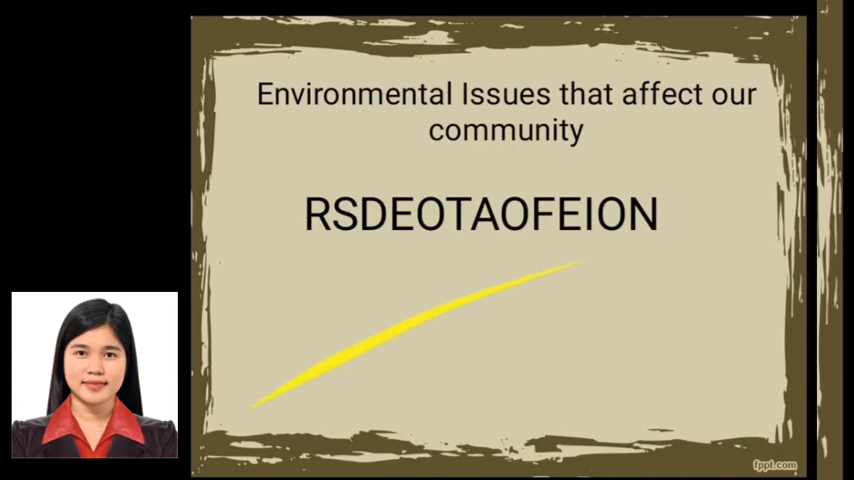 Environmental Issues that affect our
community
RSDEOTAOFEION
fppt.com